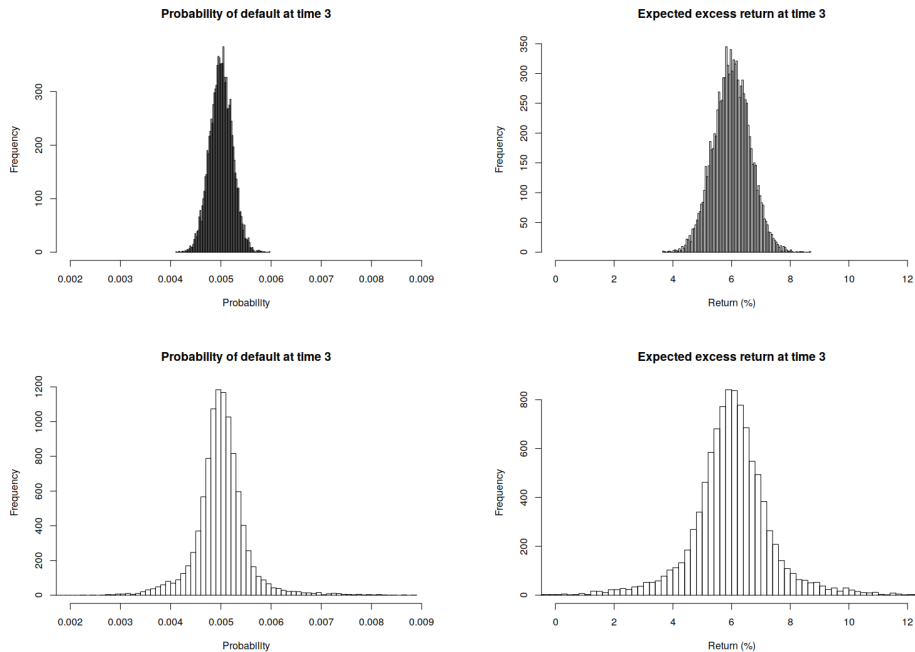 Probability of default at time 3
Frequency
0 100 200 300
0.002 0.003 0.004 0.005 0.006 0.007 0.008 0.009
Probability
Expected excess return at time 3
Frequency
0 50 100 150 200 250 300 350
0 2 4 6 8 10 12
Return (%)
Probability of default at time 3
Frequency
0 200 400 600 800 1000 1200
0.002 0.003 0.004 0.005 0.006 0.007 0.008 0.009
Probability
Expected excess return at time 3
Frequency
0 200 400 600 800
0 2 4 6 8 10 12
Return (%)